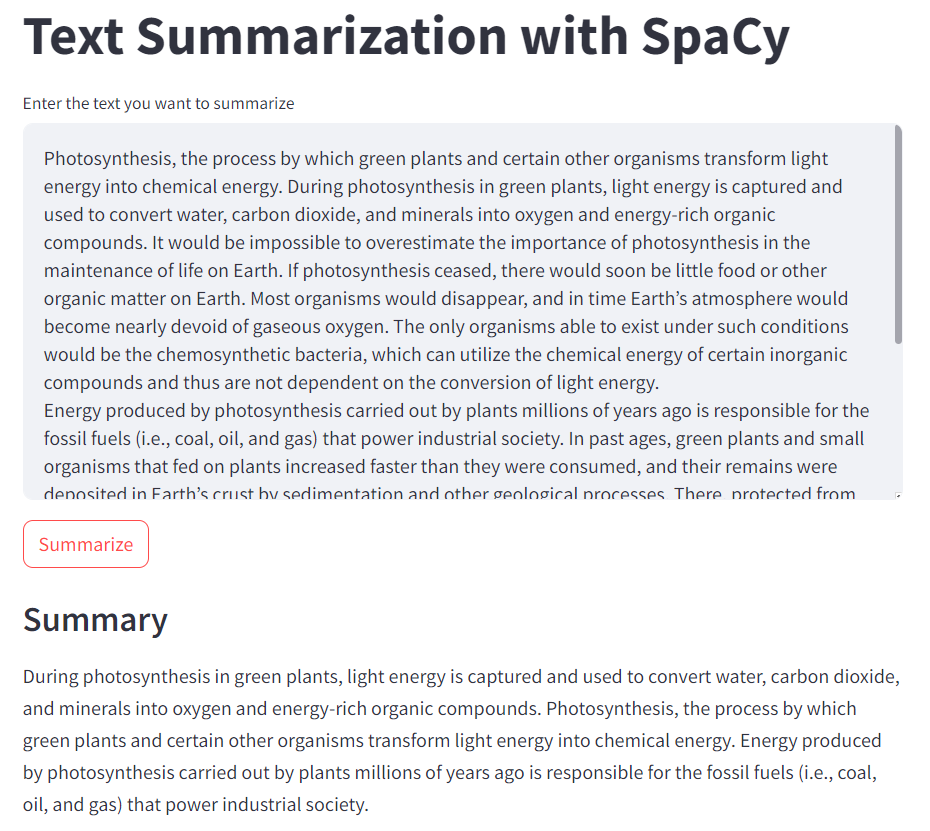 Text Summarization with SpaCy
Enter the text you want to summarize
Photosynthesis, the process by which green plants and certain other organisms transform light
energy into chemical energy. During photosynthesis in green plants, light energy is captured and
used to convert water, carbon dioxide, and minerals into oxygen and energy-rich organic
compounds. It would be impossible to overestimate the importance of photosynthesis in the
maintenance of life on Earth. If photosynthesis ceased, there would soon be little food or other
organic matter on Earth. Most organisms would disappear, and in time Earth’s atmosphere would
become nearly devoid of gaseous oxygen. The only organisms able to exist under such conditions
would be the chemosynthetic bacteria, which can utilize the chemical energy of certain inorganic
compounds and thus are not dependent on the conversion of light energy.
Energy produced by photosynthesis carried out by plants millions of years ago is responsible for the
fossil fuels (i.e., coal, oil, and gas) that power industrial society. In past ages, green plants and small
organisms that fed on plants increased faster than they were consumed, and their remains were
deposited in Earth’s crust by sedimentation and other geological processes. There, protected from
Summarize
Summary
During photosynthesis in green plants, light energy is captured and used to convert water, carbon dioxide,
and minerals into oxygen and energy-rich organic compounds. Photosynthesis, the process by which
green plants and certain other organisms transform light energy into chemical energy. Energy produced
by photosynthesis carried out by plants millions of years ago is responsible for the fossil fuels (i.e., coal,
oil, and gas) that power industrial society.